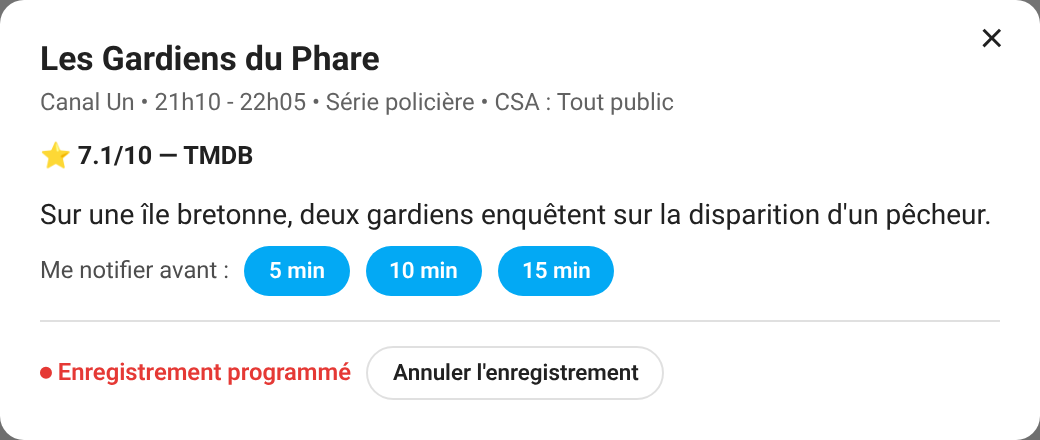 Les Gardiens du Phare
Canal Un • 21h10 - 22h05 • Série policière • CSA : Tout public
⭐ 7.1/10 — TMDB
Sur une île bretonne, deux gardiens enquêtent sur la disparition d'un pêcheur.
Me notifier avant : 5 min 10 min 15 min
Enregistrement programmé Annuler l'enregistrement